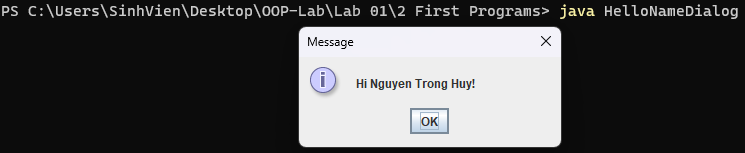 PS C:\Users\SinhVien\Desktop\OOP-Lab\Lab 01\2 First Programs> java HelloNameDialog
Message
Hi Nguyen Trong Huy!
OK